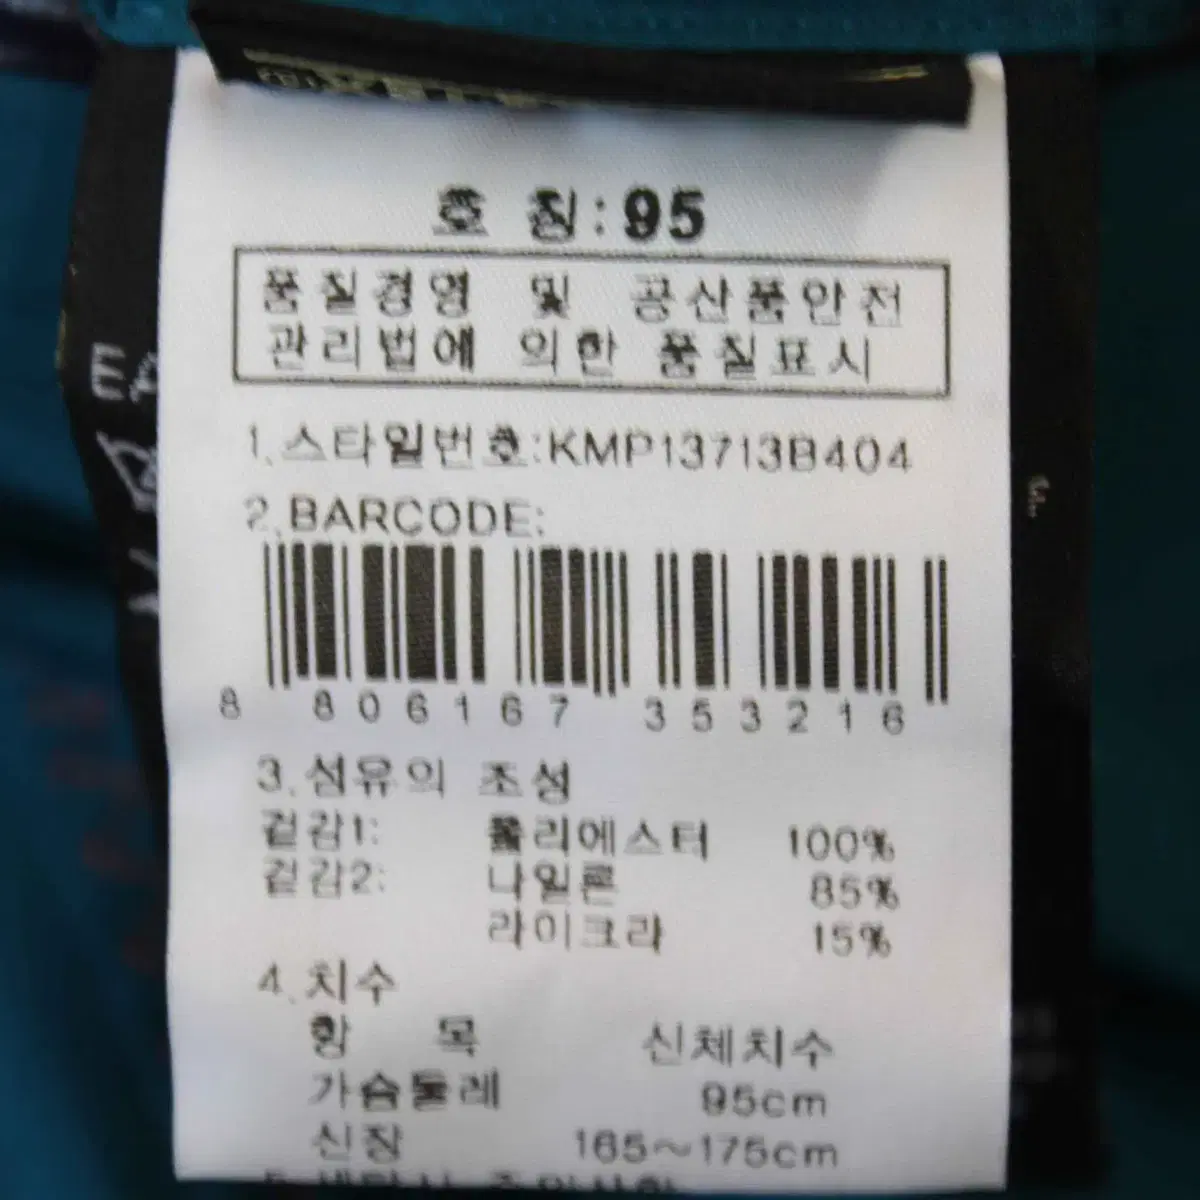 호 칭:95
품질경영 및 공산품안전
관리법에 의한 품질표시
1.스타일번호:KMP13713B404
2.BARCODE:
8 806167 353216
3.섬유의 조성
겉감1: 폴리에스터 100%
겉감2: 나일론 85%
라이크라 15%
4.치수
항 목 신체치수
가슴둘레 95cm
신장 165~175cm